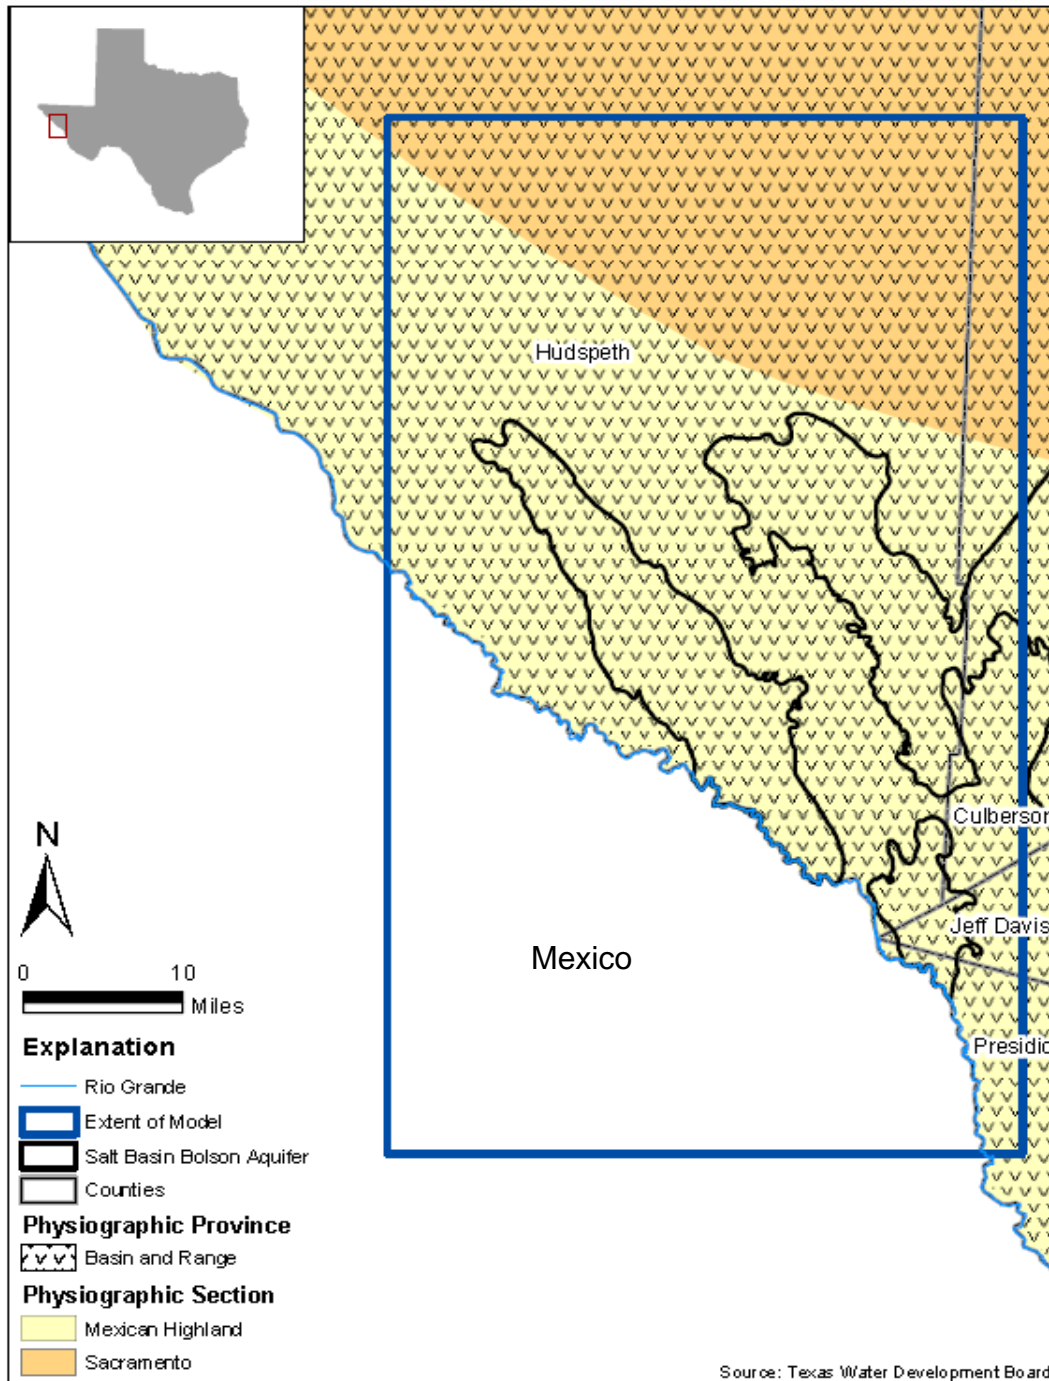 Hudspeth
Culberson
Jeff Davis
Presidio
Mexico
N
0 10
Miles
Explanation
Rio Grande
Extent of Model
Salt Basin Bolson Aquifer
Counties
Physiographic Province
Basin and Range
Physiographic Section
Mexican Highland
Sacramento
Source: Texas Water Development Board